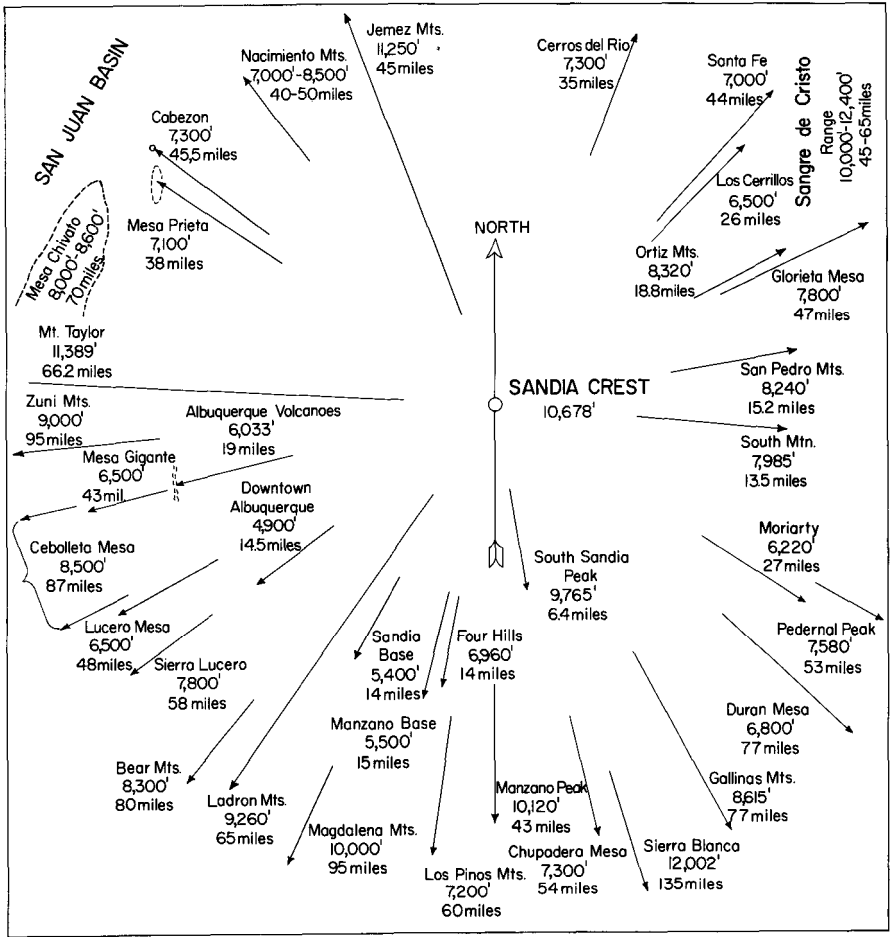 Jemez Mts.
11,250'
45 miles
Cerros del Rio
7,300'
35 miles
Nacimiento Mts.
7,000'-8,500'
40-50 miles
Santa Fe
7,000'
44 miles
Sangre de Cristo
Range
10,000'-12,400'
45-65 miles
SAN JUAN BASIN
Cabezon
7,300'
45.5 miles
Los Cerrillos
6,500'
26 miles
Mesa Prieta
7,100'
38 miles
Mesa Chivato
8,000'-8,600'
70 miles
NORTH
Ortiz Mts.
8,320'
18.8 miles
Glorieta Mesa
7,800'
47 miles
Mt. Taylor
11,389'
66.2 miles
SANDIA CREST
10,678'
San Pedro Mts.
8,240'
15.2 miles
Zuni Mts.
9,000'
95 miles
Albuquerque Volcanoes
6,033'
19 miles
South Mtn.
7,985'
13.5 miles
Mesa Gigante
6,500'
43 mil.
Downtown
Albuquerque
4,900'
14.5 miles
Moriarty
6,220'
27 miles
Cebolleta Mesa
8,500'
87 miles
South Sandia
Peak
9,765'
6.4 miles
Lucero Mesa
6,500'
48 miles
Sierra Lucero
7,800'
58 miles
Sandia
Base
5,400'
14 miles
Four Hills
6,960'
14 miles
Pedernal Peak
7,580'
53 miles
Manzano Base
5,500'
15 miles
Duran Mesa
6,800'
77 miles
Bear Mts.
8,300'
80 miles
Ladron Mts.
9,260'
65 miles
Manzano Peak
10,120'
43 miles
Gallinas Mts.
8,615'
77 miles
Magdalena Mts.
10,000'
95 miles
Los Pinos Mts.
7,200'
60 miles
Chupadera Mesa
7,300'
54 miles
Sierra Blanca
12,002'
135 miles